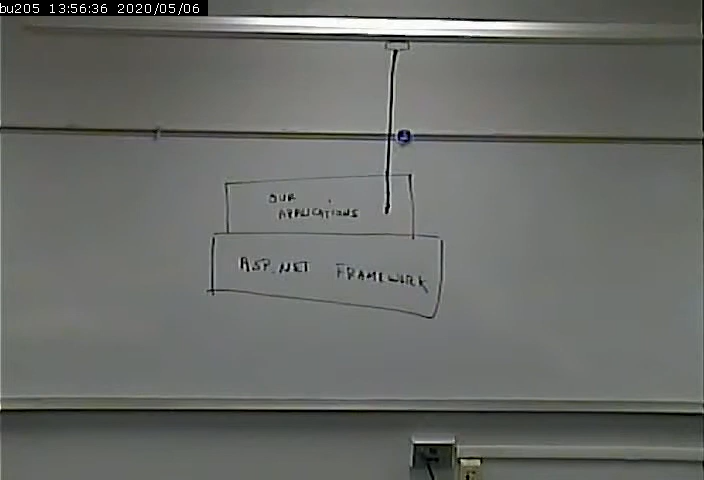 bu205 13:56:36 2020/05/06
OUR
APPLICATIONS
ASP.NET FRAMEWORK